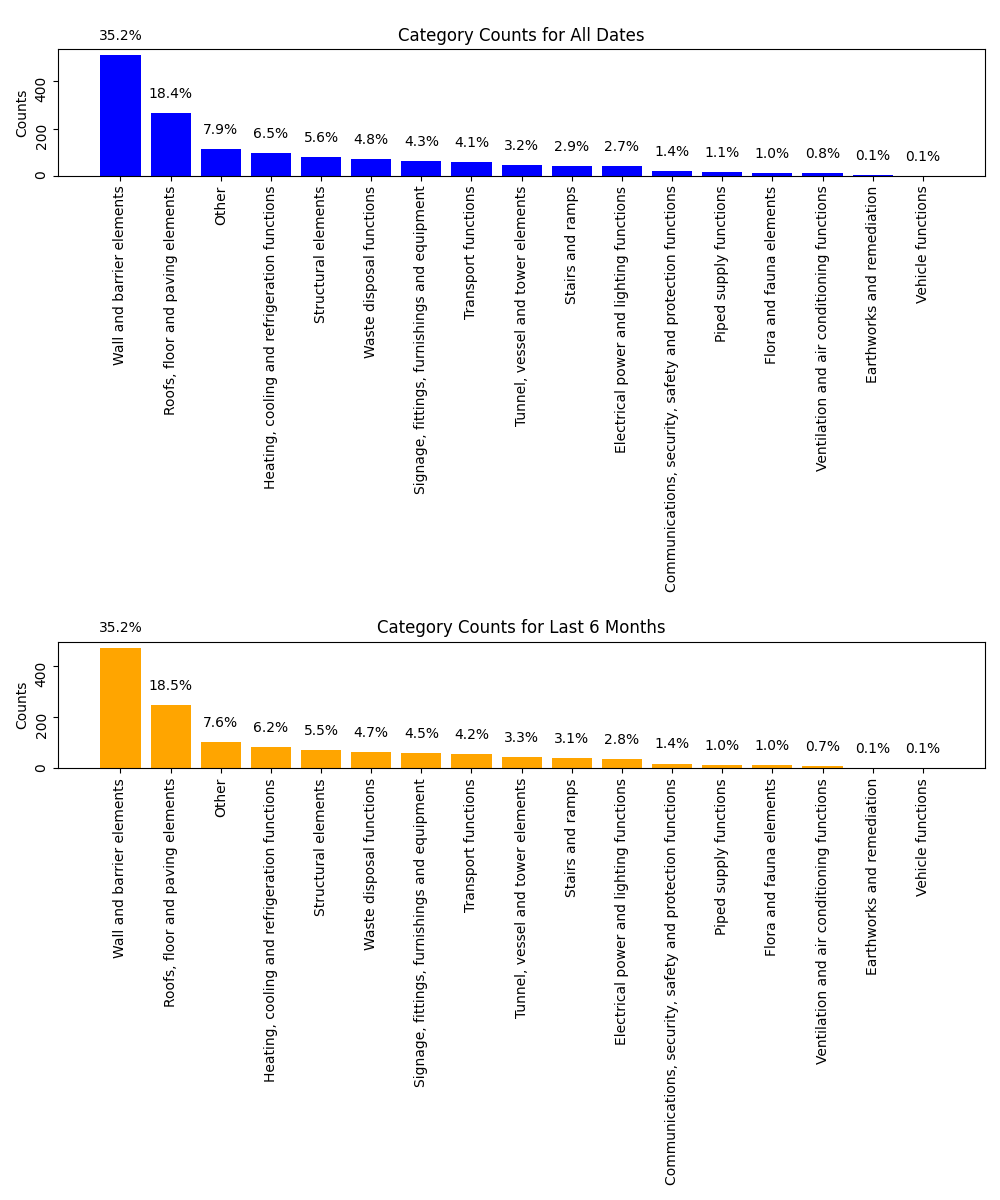 Category Counts for All Dates
35.2%
18.4%
7.9%
6.5%
5.6%
4.8%
4.3%
4.1%
3.2%
2.9%
2.7%
1.4%
1.1%
1.0%
0.8%
0.1%
0.1%
Counts
400
200
0
Wall and barrier elements
Roofs, floor and paving elements
Other
Heating, cooling and refrigeration functions
Structural elements
Waste disposal functions
Signage, fittings, furnishings and equipment
Transport functions
Tunnel, vessel and tower elements
Stairs and ramps
Electrical power and lighting functions
Communications, security, safety and protection functions
Piped supply functions
Flora and fauna elements
Ventilation and air conditioning functions
Earthworks and remediation
Vehicle functions
Category Counts for Last 6 Months
35.2%
18.5%
7.6%
6.2%
5.5%
4.7%
4.5%
4.2%
3.3%
3.1%
2.8%
1.4%
1.0%
1.0%
0.7%
0.1%
0.1%
Counts
400
200
0
Wall and barrier elements
Roofs, floor and paving elements
Other
Heating, cooling and refrigeration functions
Structural elements
Waste disposal functions
Signage, fittings, furnishings and equipment
Transport functions
Tunnel, vessel and tower elements
Stairs and ramps
Electrical power and lighting functions
Communications, security, safety and protection functions
Piped supply functions
Flora and fauna elements
Ventilation and air conditioning functions
Earthworks and remediation
Vehicle functions